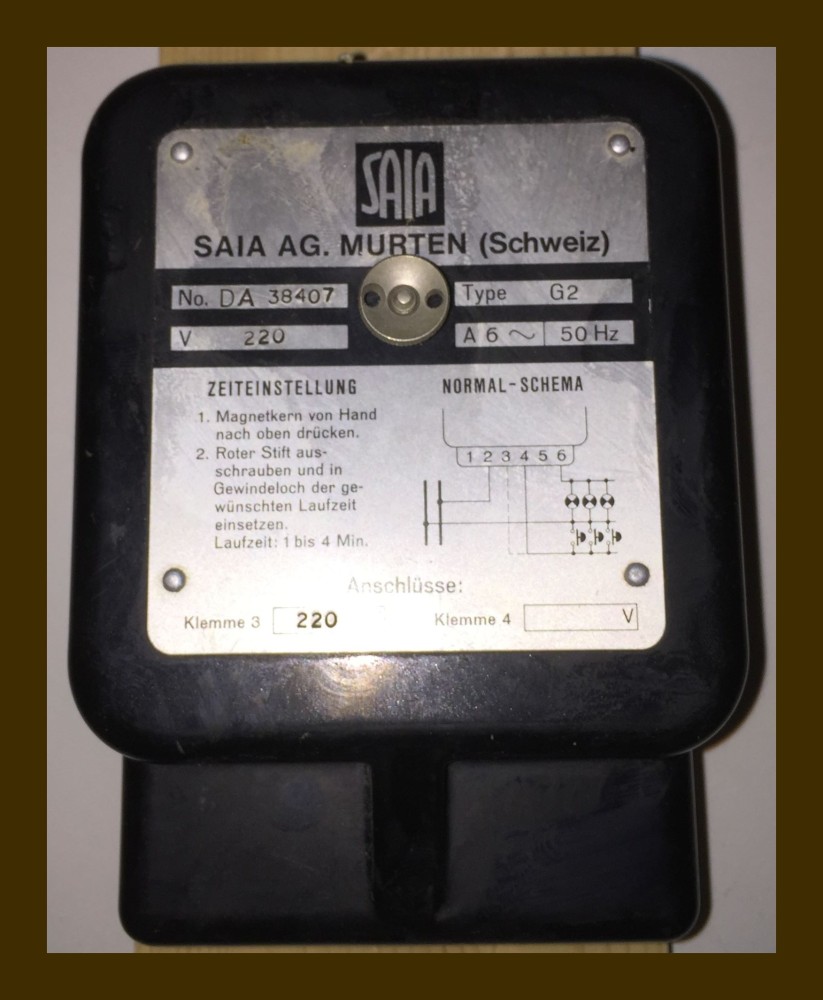 SAIA
SAIA AG. MURTEN (Schweiz)
No. DA 38407
Type G2
V 220
A 6 ~ 50 Hz
ZEITEINSTELLUNG
1. Magnetkern von Hand
nach oben drücken.
2. Roter Stift aus-
schrauben und in
Gewindeloch der ge-
wünschten Laufzeit
einsetzen.
Laufzeit: 1 bis 4 Min.
NORMAL-SCHEMA
1 2 3 4 5 6
Anschlüsse:
Klemme 3 220
Klemme 4 V